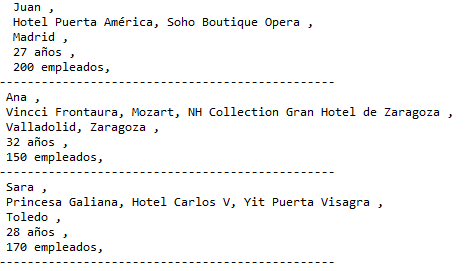 Juan ,
Hotel Puerta América, Soho Boutique Opera ,
Madrid ,
27 años ,
200 empleados,
------------------------------------------------
Ana ,
Vincci Frontaura, Mozart, NH Collection Gran Hotel de Zaragoza ,
Valladolid, Zaragoza ,
32 años ,
150 empleados,
------------------------------------------------
Sara ,
Princesa Galiana, Hotel Carlos V, Yit Puerta Visagra ,
Toledo ,
28 años ,
170 empleados,
------------------------------------------------